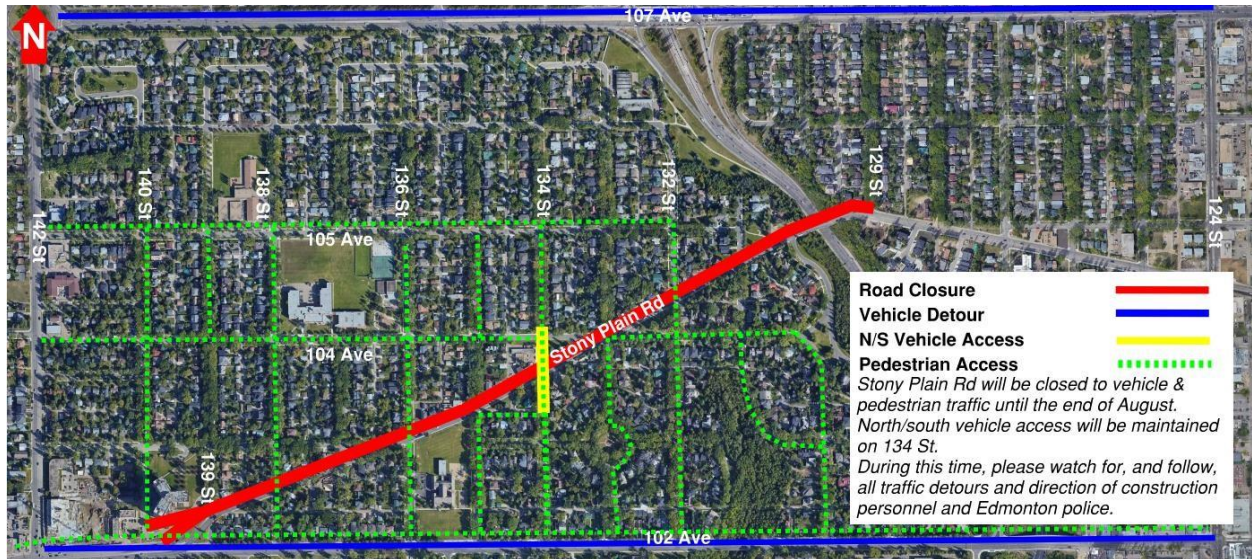 107 Ave
N
140 St
138 St
136 St
134 St
132 St
129 St
142 St
124 St
105 Ave
104 Ave
Stony Plain Rd
139 St
102 Ave
Road Closure
Vehicle Detour
N/S Vehicle Access
Pedestrian Access
Stony Plain Rd will be closed to vehicle &
pedestrian traffic until the end of August.
North/south vehicle access will be maintained
on 134 St.
During this time, please watch for, and follow,
all traffic detours and direction of construction
personnel and Edmonton police.